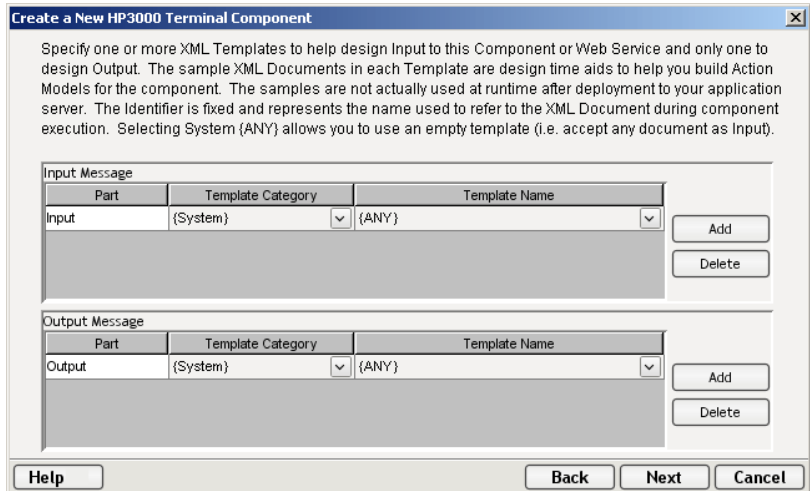 Create a New HP3000 Terminal Component
Specify one or more XML Templates to help design Input to this Component or Web Service and only one to
design Output. The sample XML Documents in each Template are design time aids to help you build Action
Models for the component. The samples are not actually used at runtime after deployment to your application
server. The Identifier is fixed and represents the name used to refer to the XML Document during component
execution. Selecting System {ANY} allows you to use an empty template (i.e. accept any document as Input).
Input Message
Part Template Category Template Name
Input {System} {ANY}
Add
Delete
Output Message
Part Template Category Template Name
Output {System} {ANY}
Add
Delete
Help Back Next Cancel